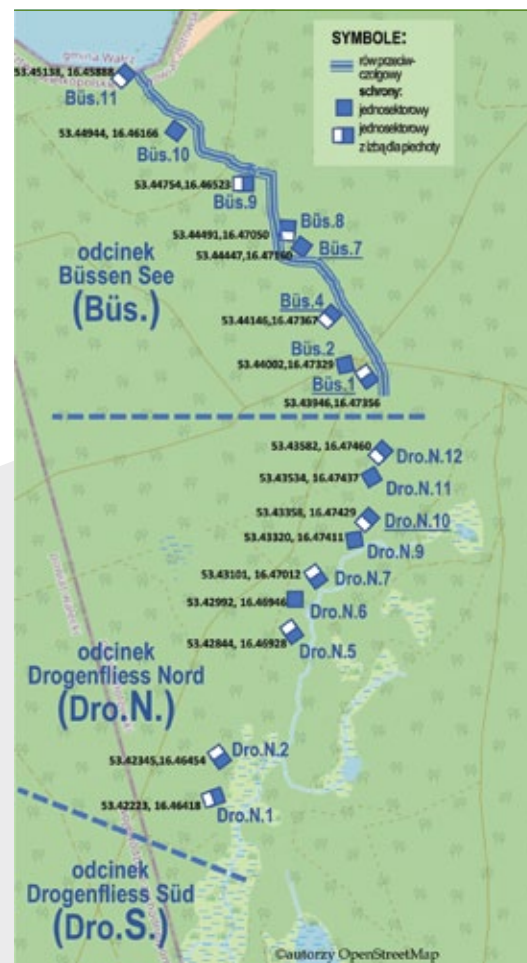 SYMBOLE:
rów przeciw-
czołgowy
schrony:
jednosektorowy
jednosektorowy
z izbą dla piechoty
gmina Wałcz
53.45138, 16.45888
Büs.11
53.44944, 16.46166
Büs.10
53.44754,16.46523
Büs.9
Büs.8
53.44491,16.47050
Büs.7
53.44447,16.47160
odcinek
Büssen See
(Büs.)
Büs.4
53.44146,16.47367
Büs.2
53.44002,16.47329
Büs.1
53.43946,16.47356
53.43582, 16.47460
Dro.N.12
53.43534, 16.47437
Dro.N.11
53.43358, 16.47429
Dro.N.10
53.43320, 16.47411
Dro.N.9
53.43101, 16.47012
Dro.N.7
53.42992, 16.46946
Dro.N.6
53.42844, 16.46928
Dro.N.5
odcinek
Drogenfliess Nord
(Dro.N.)
Dro.N.2
53.42345,16.46454
53.42223, 16.46418
Dro.N.1
odcinek
Drogenfliess Süd
(Dro.S.)
©autorzy OpenStreetMap